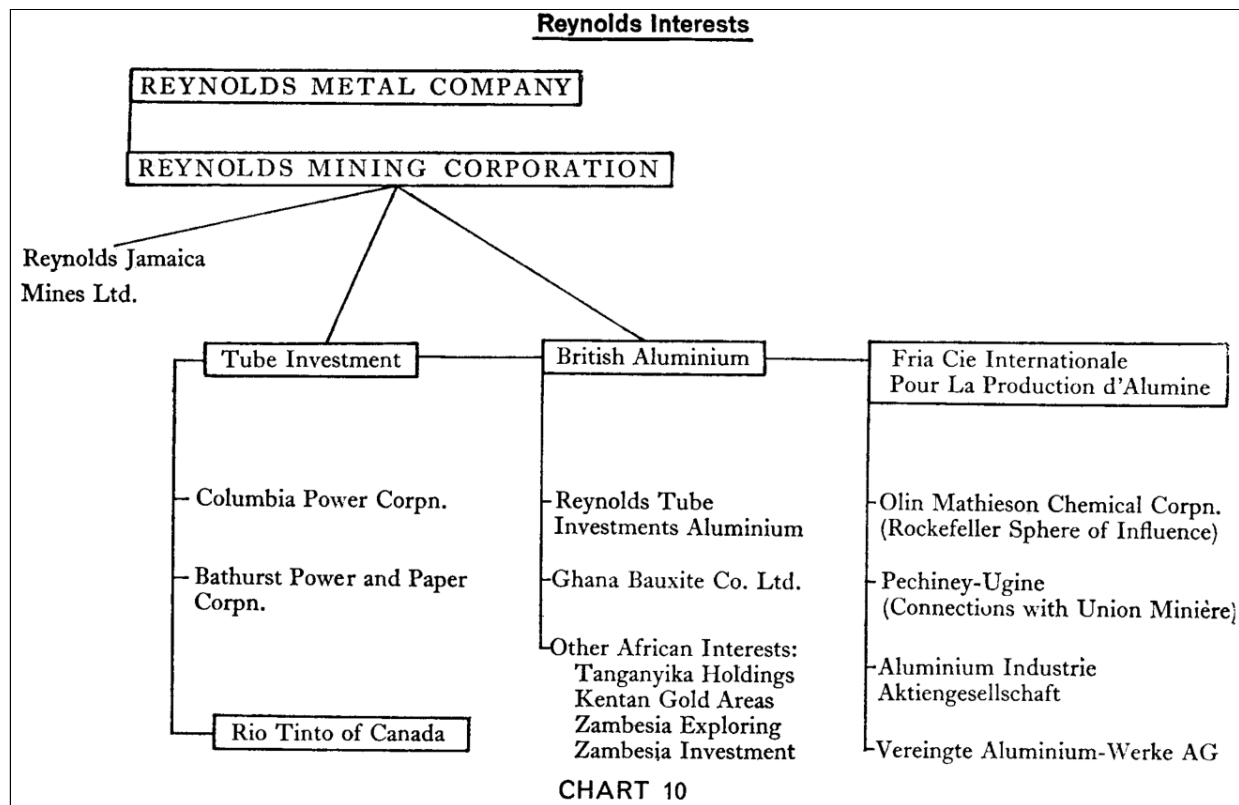 Reynolds Interests
REYNOLDS METAL COMPANY
REYNOLDS MINING CORPORATION
Reynolds Jamaica
Mines Ltd.
Tube Investment
British Aluminium
Fria Cie Internationale
Pour La Production d'Alumine
Columbia Power Corpn.
Bathurst Power and Paper
Corpn.
Rio Tinto of Canada
Reynolds Tube
Investments Aluminium
Ghana Bauxite Co. Ltd.
Other African Interests:
Tanganyika Holdings
Kentan Gold Areas
Zambesia Exploring
Zambesia Investment
Olin Mathieson Chemical Corpn.
(Rockefeller Sphere of Influence)
Pechiney-Ugine
(Connections with Union Minière)
Aluminium Industrie
Aktiengesellschaft
Vereingte Aluminium-Werke AG
CHART 10